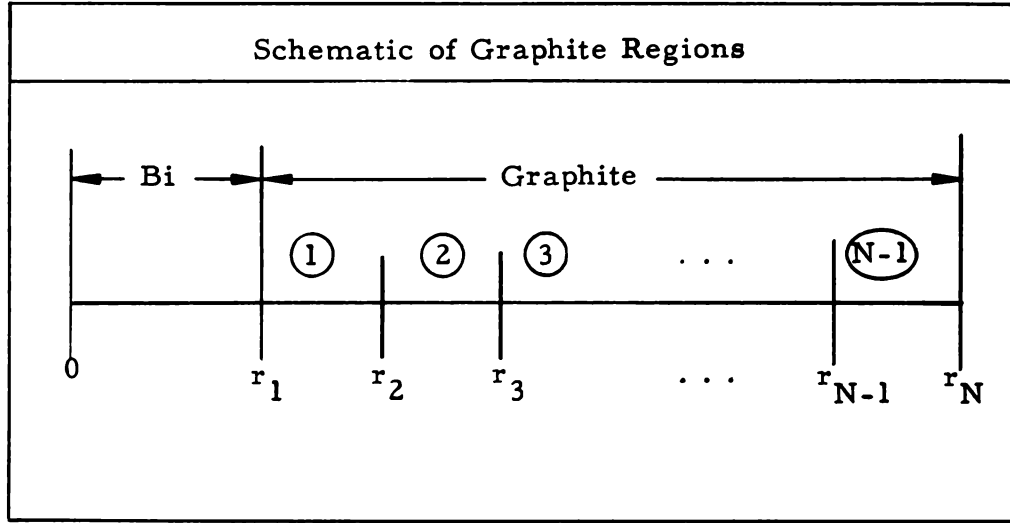 Schematic of Graphite Regions
Bi Graphite
1 2 3 . . . N-1
0 r1 r2 r3 . . . rN-1 rN